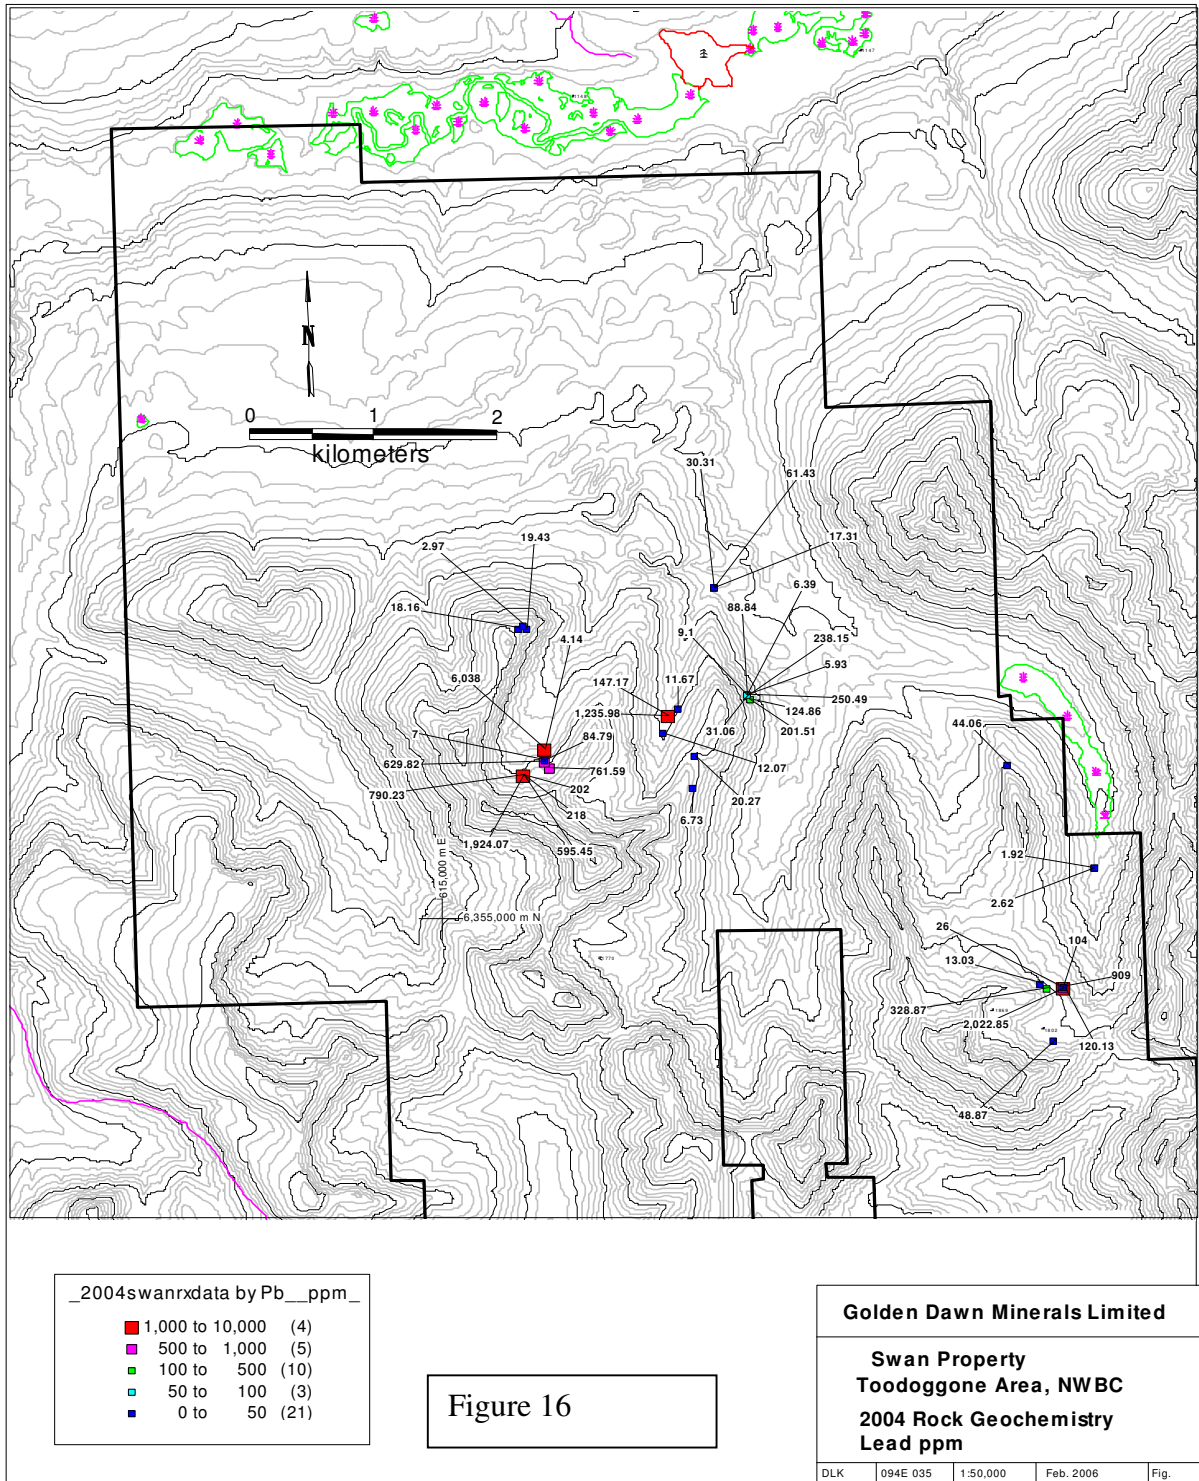 N
0 1 2
kilometers
30.31
61.43
17.31
2.97
19.43
6.39
88.84
18.16
4.14
9.1
238.15
5.93
6,038
147.17
11.67
250.49
124.86
1,235.98
31.06
201.51
7
84.79
44.06
629.82
12.07
761.59
790.23
202
20.27
218
6.73
1,924.07
595.45
1.92
615,000 m E
2.62
6,355,000 m N
26
104
13.03
909
328.87
2,022.85
120.13
48.87
_2004swanrxdata by Pb__ppm_
1,000 to 10,000 (4)
500 to 1,000 (5)
100 to 500 (10)
50 to 100 (3)
0 to 50 (21)
Figure 16
Golden Dawn Minerals Limited
Swan Property
Toodoggone Area, NWBC
2004 Rock Geochemistry
Lead ppm
DLK 094E 035 1:50,000 Feb. 2006 Fig.